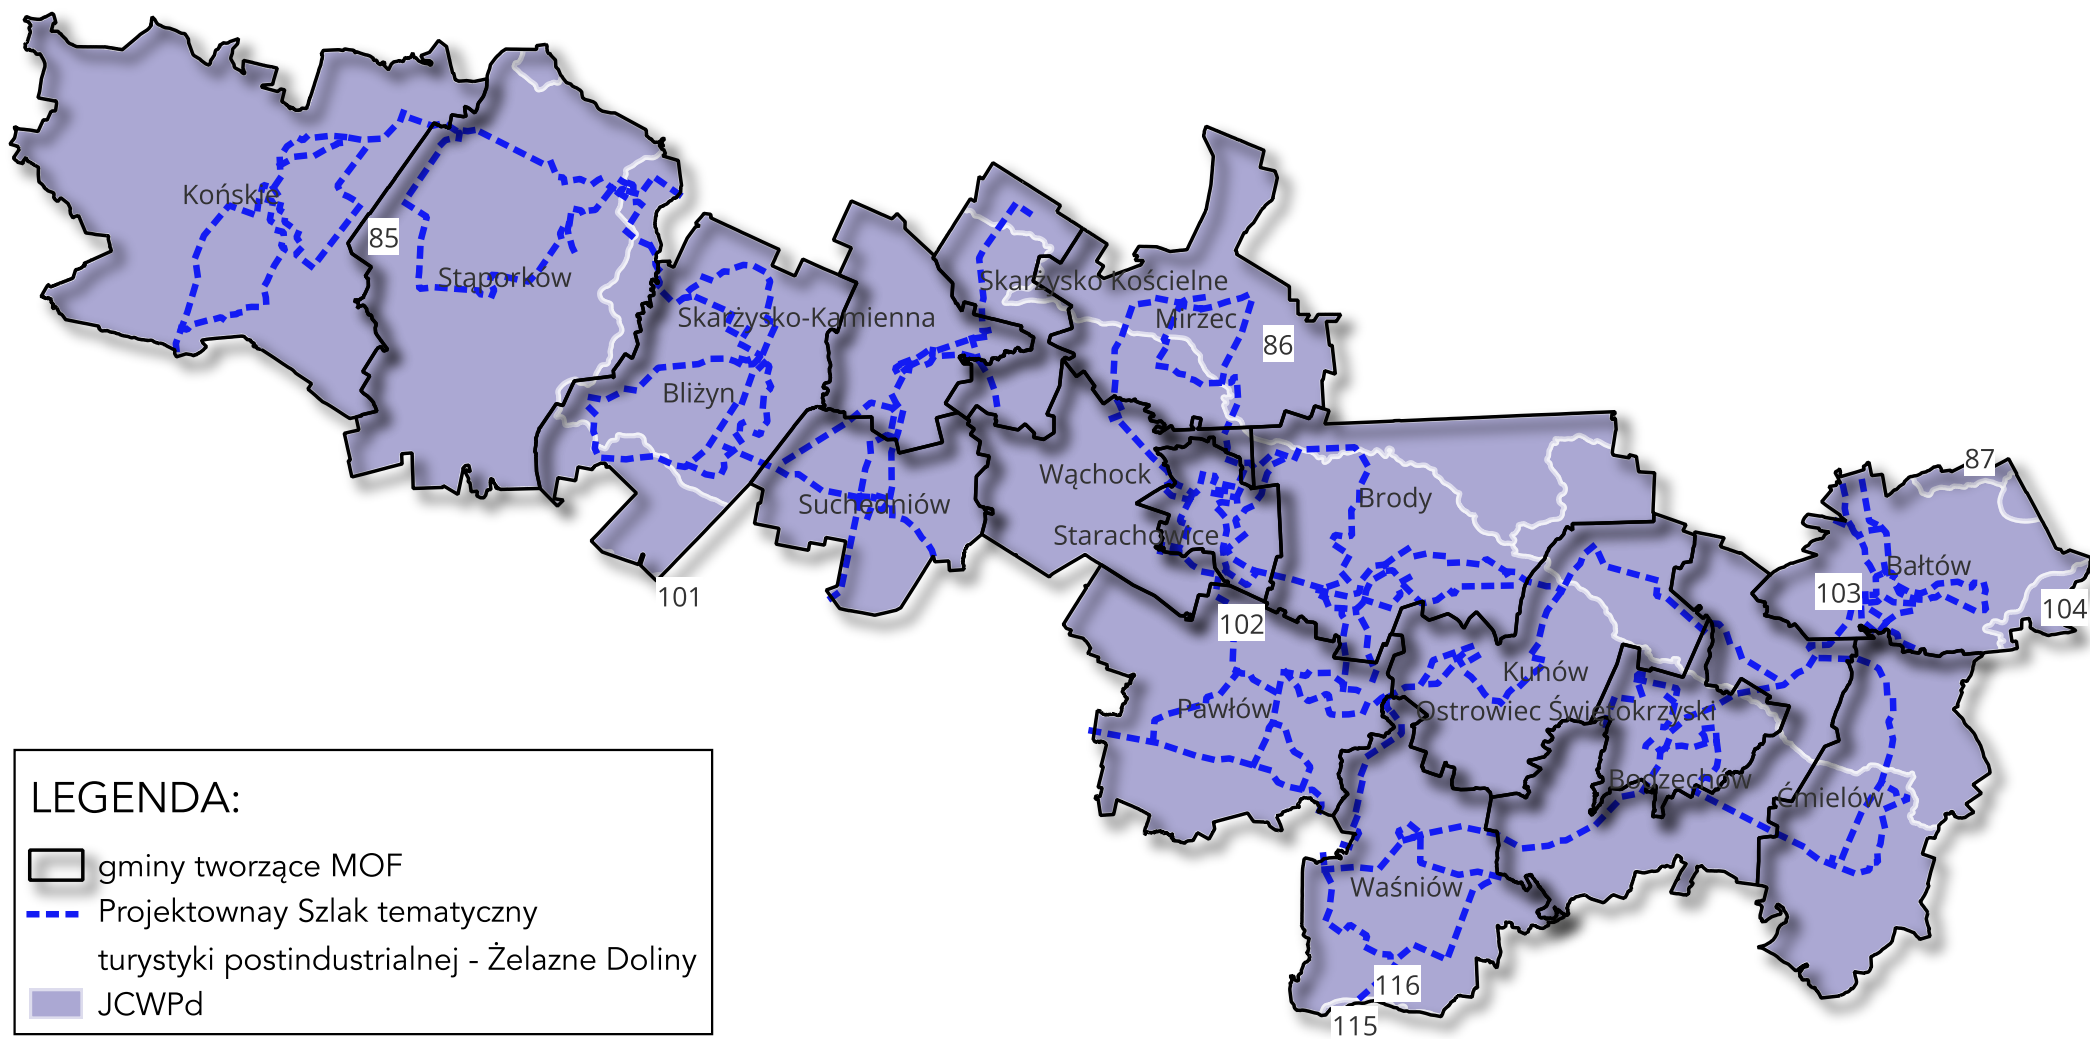 Końskie
85
Stąporków
Skarżysko Kościelne
Skarżysko-Kamienna
Mirzec
86
Bliżyn
87
Wąchock
Brody
Suchedniów
Starachowice
Bałtów
101
103
104
102
Kunów
Pawłów
Ostrowiec Świętokrzyski
Bodzechów
Ćmielów
Waśniów
116
115
LEGENDA:
gminy tworzące MOF
Projektownay Szlak tematyczny
turystyki postindustrialnej - Żelazne Doliny
JCWPd